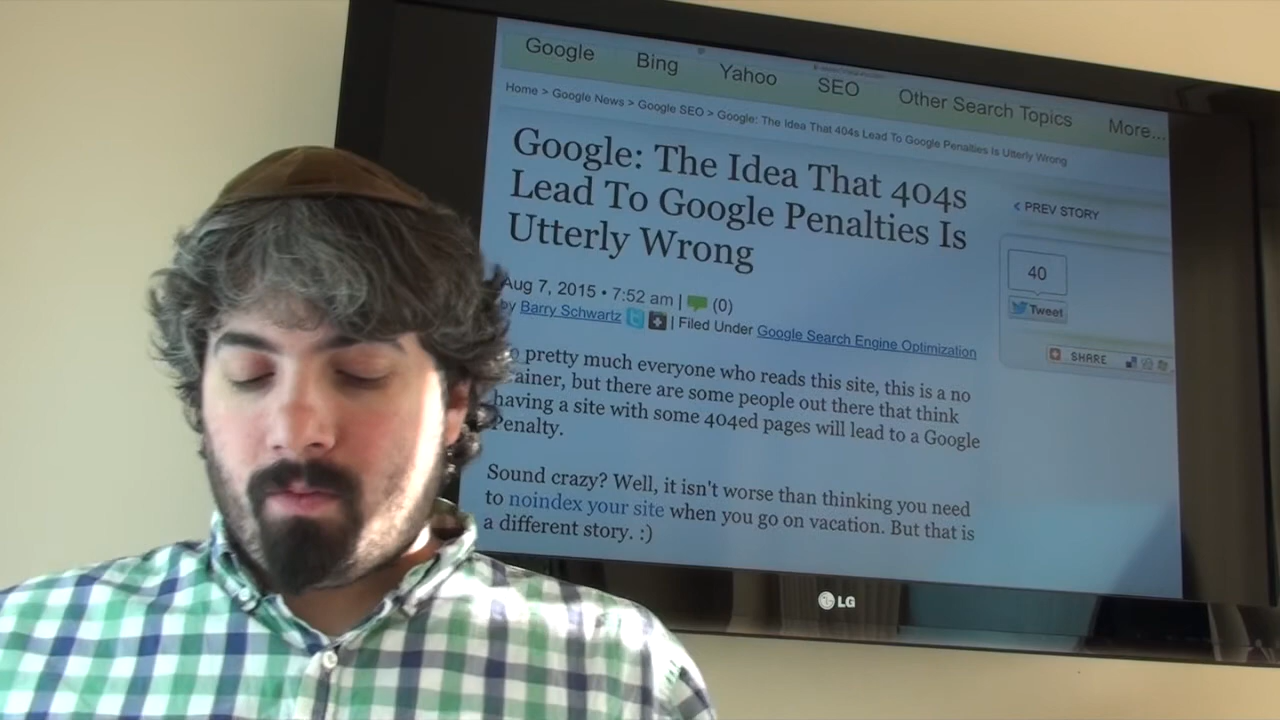 Google Bing Yahoo SEO Other Search Topics More...
Home > Google News > Google SEO > Google: The Idea That 404s Lead To Google Penalties Is Utterly Wrong
Google: The Idea That 404s
Lead To Google Penalties Is
Utterly Wrong
< PREV STORY
40
Tweet
SHARE
Aug 7, 2015 • 7:52 am | (0)
by Barry Schwartz | Filed Under Google Search Engine Optimization
pretty much everyone who reads this site, this is a no
but there are some people out there that think
having a site with some 404ed pages will lead to a Google
Penalty.
Sound crazy? Well, it isn't worse than thinking you need
to noindex your site when you go on vacation. But that is
a different story. :)
LG